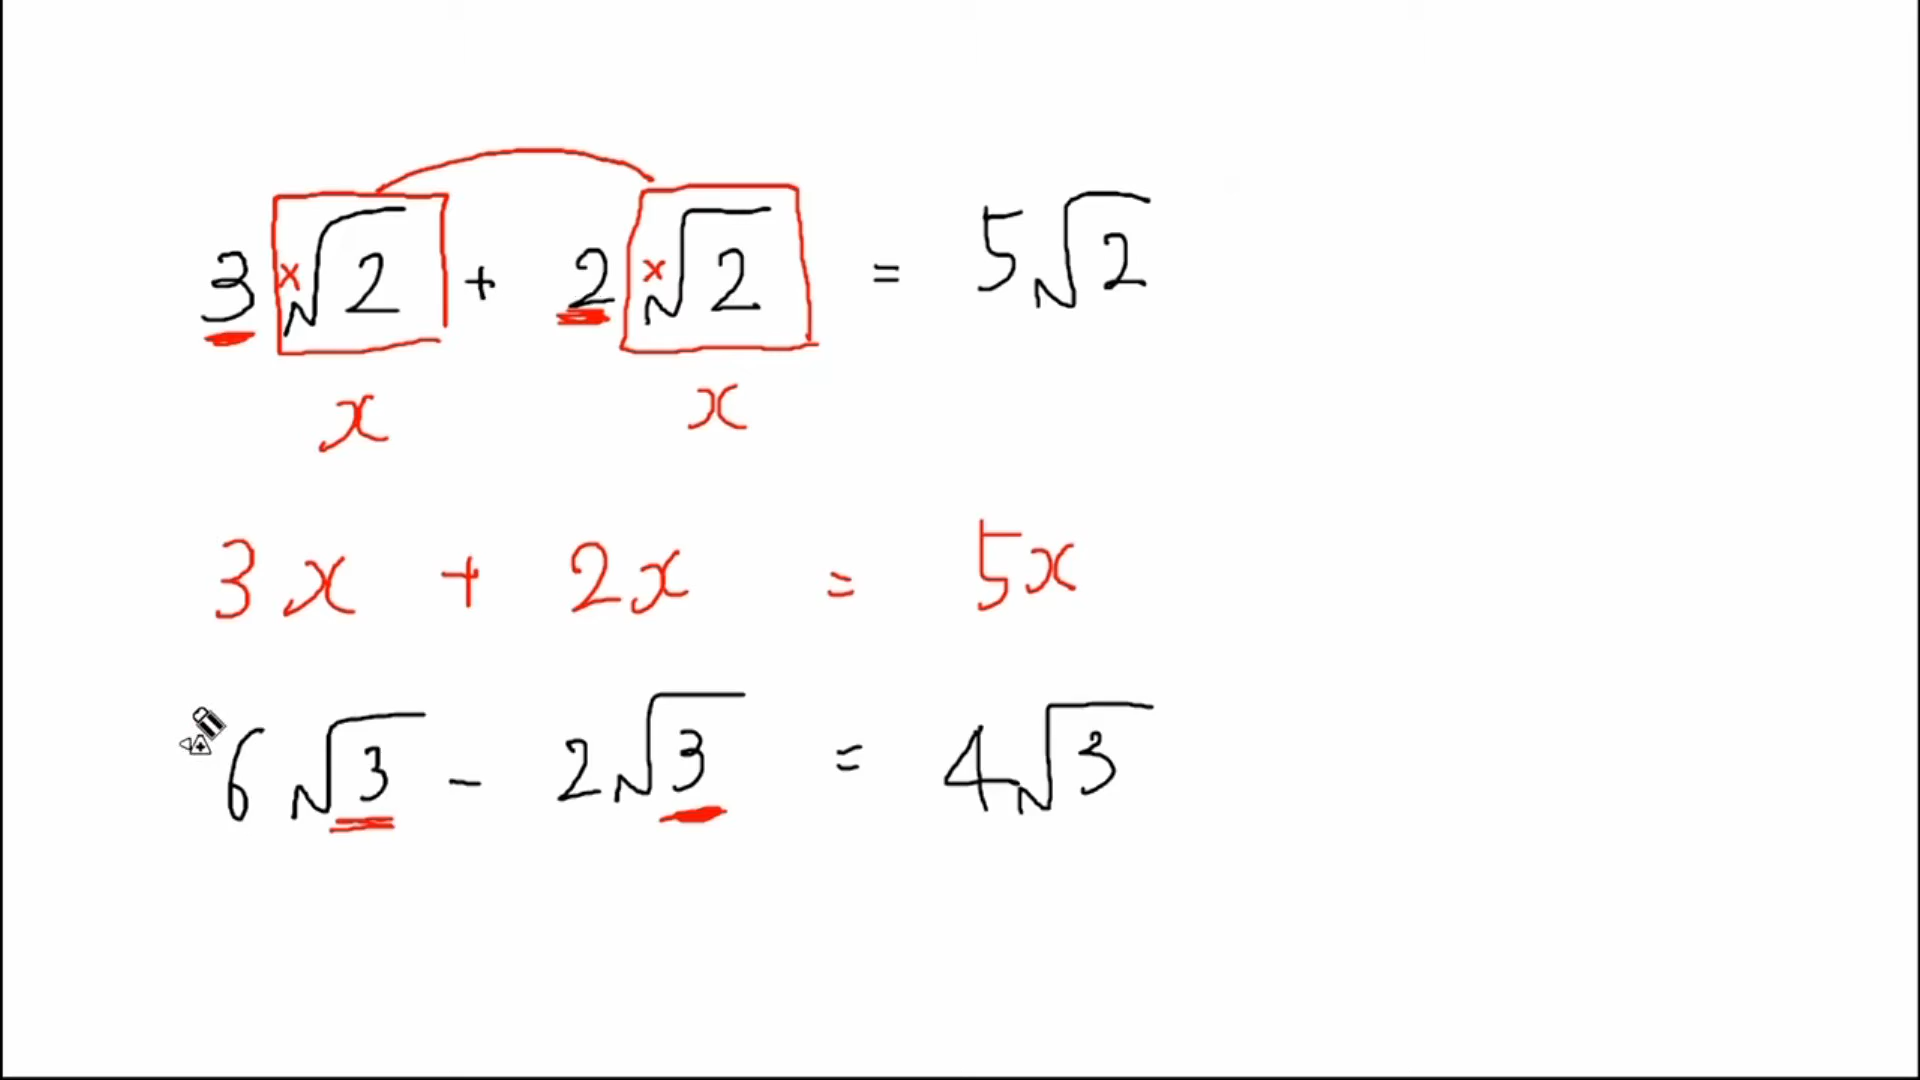 3 × √2 + 2 × √2 = 5√2
x x
3x + 2x = 5x
6√3 - 2√3 = 4√3